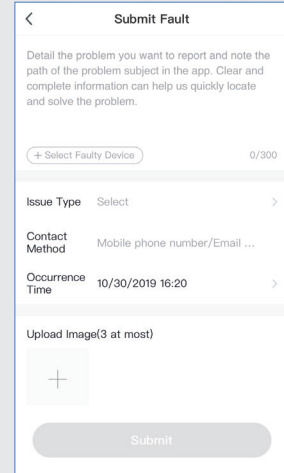 Submit Fault
Detail the problem you want to report and note the
path of the problem subject in the app. Clear and
complete information can help us quickly locate
and solve the problem.
+ Select Faulty Device
0/300
Issue Type Select
Contact
Method
Mobile phone number/Email ...
Occurrence
Time
10/30/2019 16:20
Upload Image(3 at most)
Submit